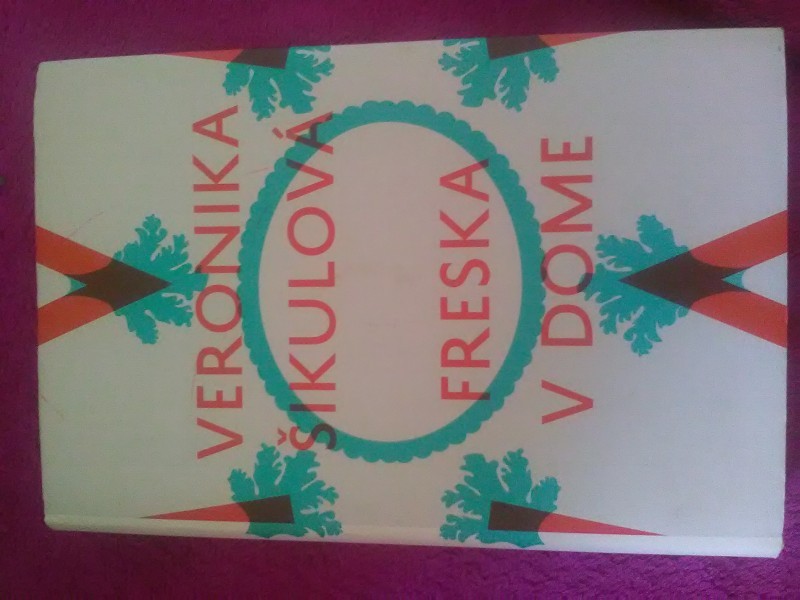 VERONIKA
ŠIKULOVÁ
FRESKA
V DOME